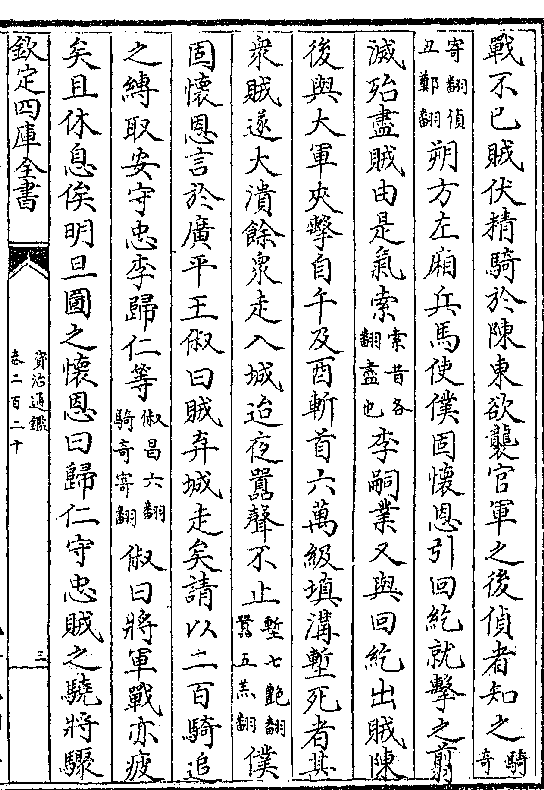 戰不已賊伏精騎於陳東欲襲官軍之後偵者知之騎奇
寄翻偵丑鄭翻朔方左廂兵馬使僕固懷恩引回紇就擊之翦
滅殆盡賊由是氣索索昔各翻盡也李嗣業又與回紇出賊陳
後與大軍夾擊自午及酉斬首六萬級填溝壍死者甚
衆賊遂大潰餘衆走入城迨夜囂聲不止壍七艷翻囂五羔翻僕
固懷恩言於廣平王俶曰賊弃城走矣請以二百騎追
之縛取安守忠李歸仁等俶昌六翻騎奇寄翻俶曰將軍戰亦疲
矣且休息俟明旦圖之懷恩曰歸仁守忠賊之驍將驟
欽定四庫全書
資治通鑑
卷二百二十
三